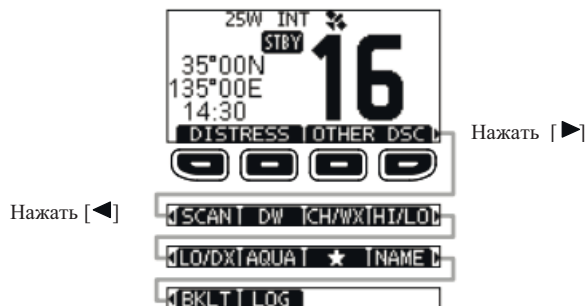 25W INT
STBY
16
35°00N
135°00E
14:30
DISTRESS OTHER DSC
Нажать [►]
Нажать [◄]
SCAN DW CH/WX HI/LO
LO/DX AQUA ★ NAME
BKLT LOG